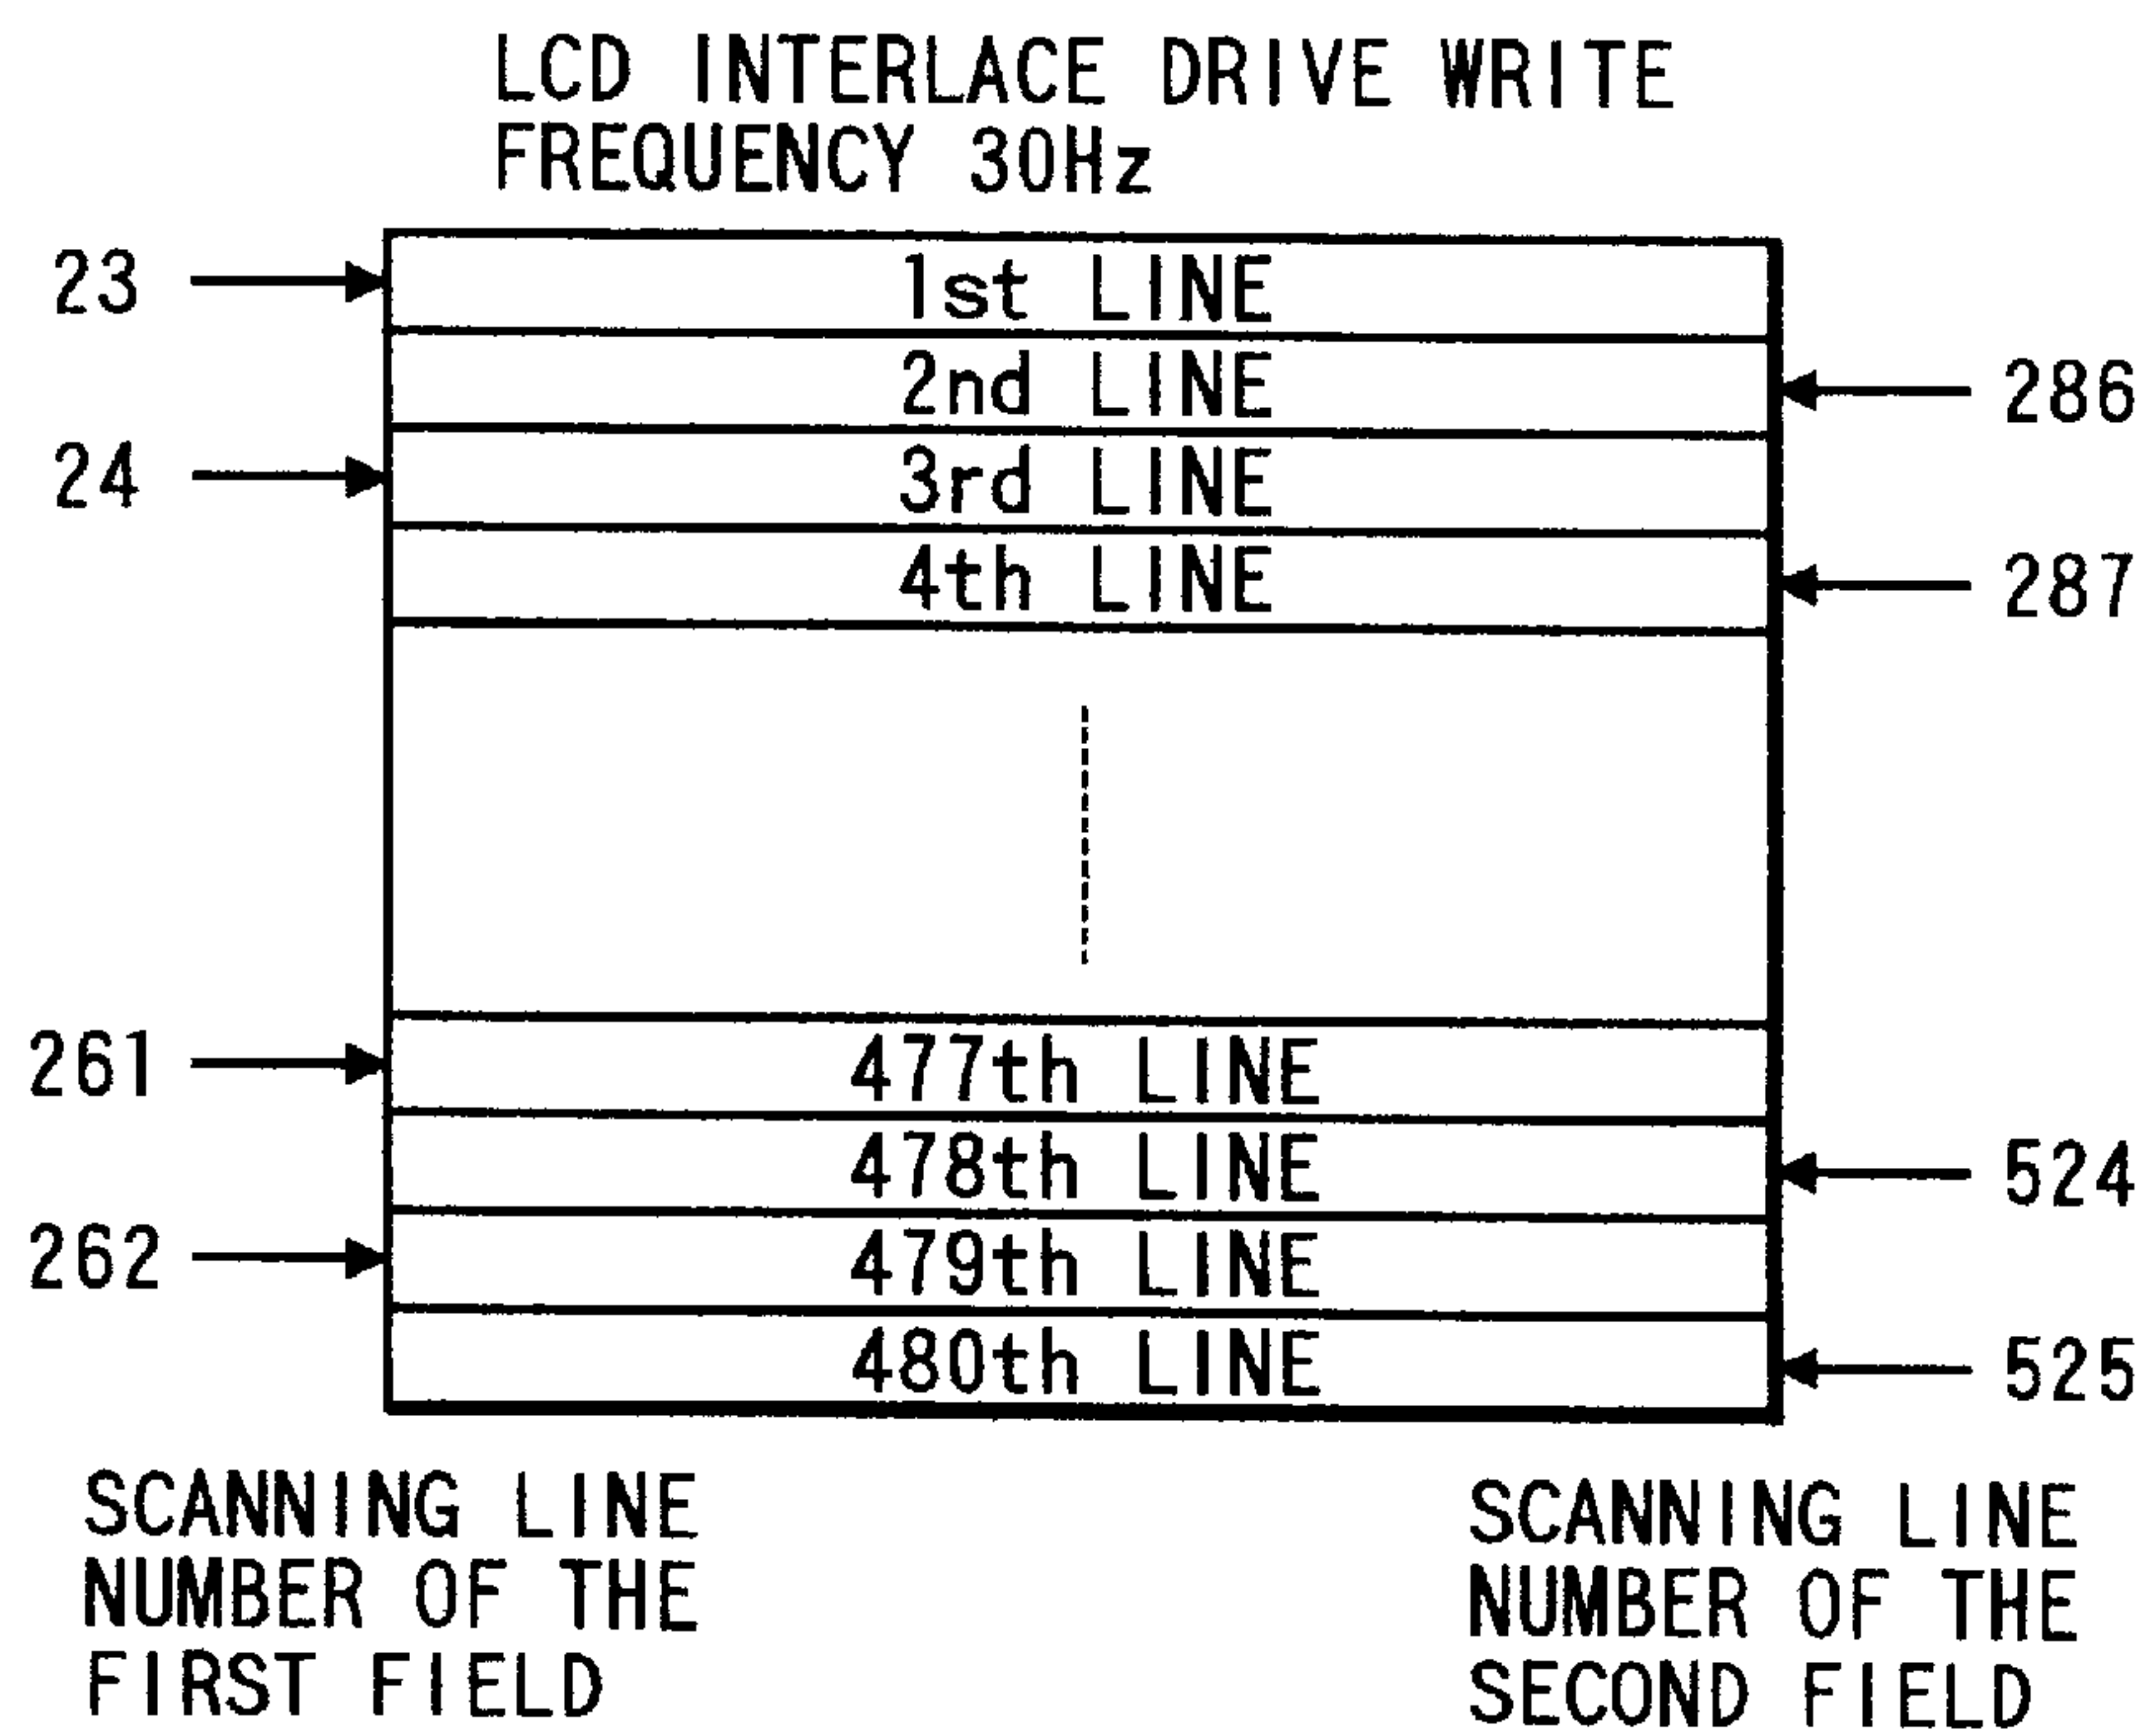 LCD INTERLACE DRIVE WRITE
FREQUENCY 30Hz
23
1st LINE
2nd LINE
286
24
3rd LINE
4th LINE
287
261
477th LINE
478th LINE
524
262
479th LINE
480th LINE
525
SCANNING LINE
NUMBER OF THE
FIRST FIELD
SCANNING LINE
NUMBER OF THE
SECOND FIELD